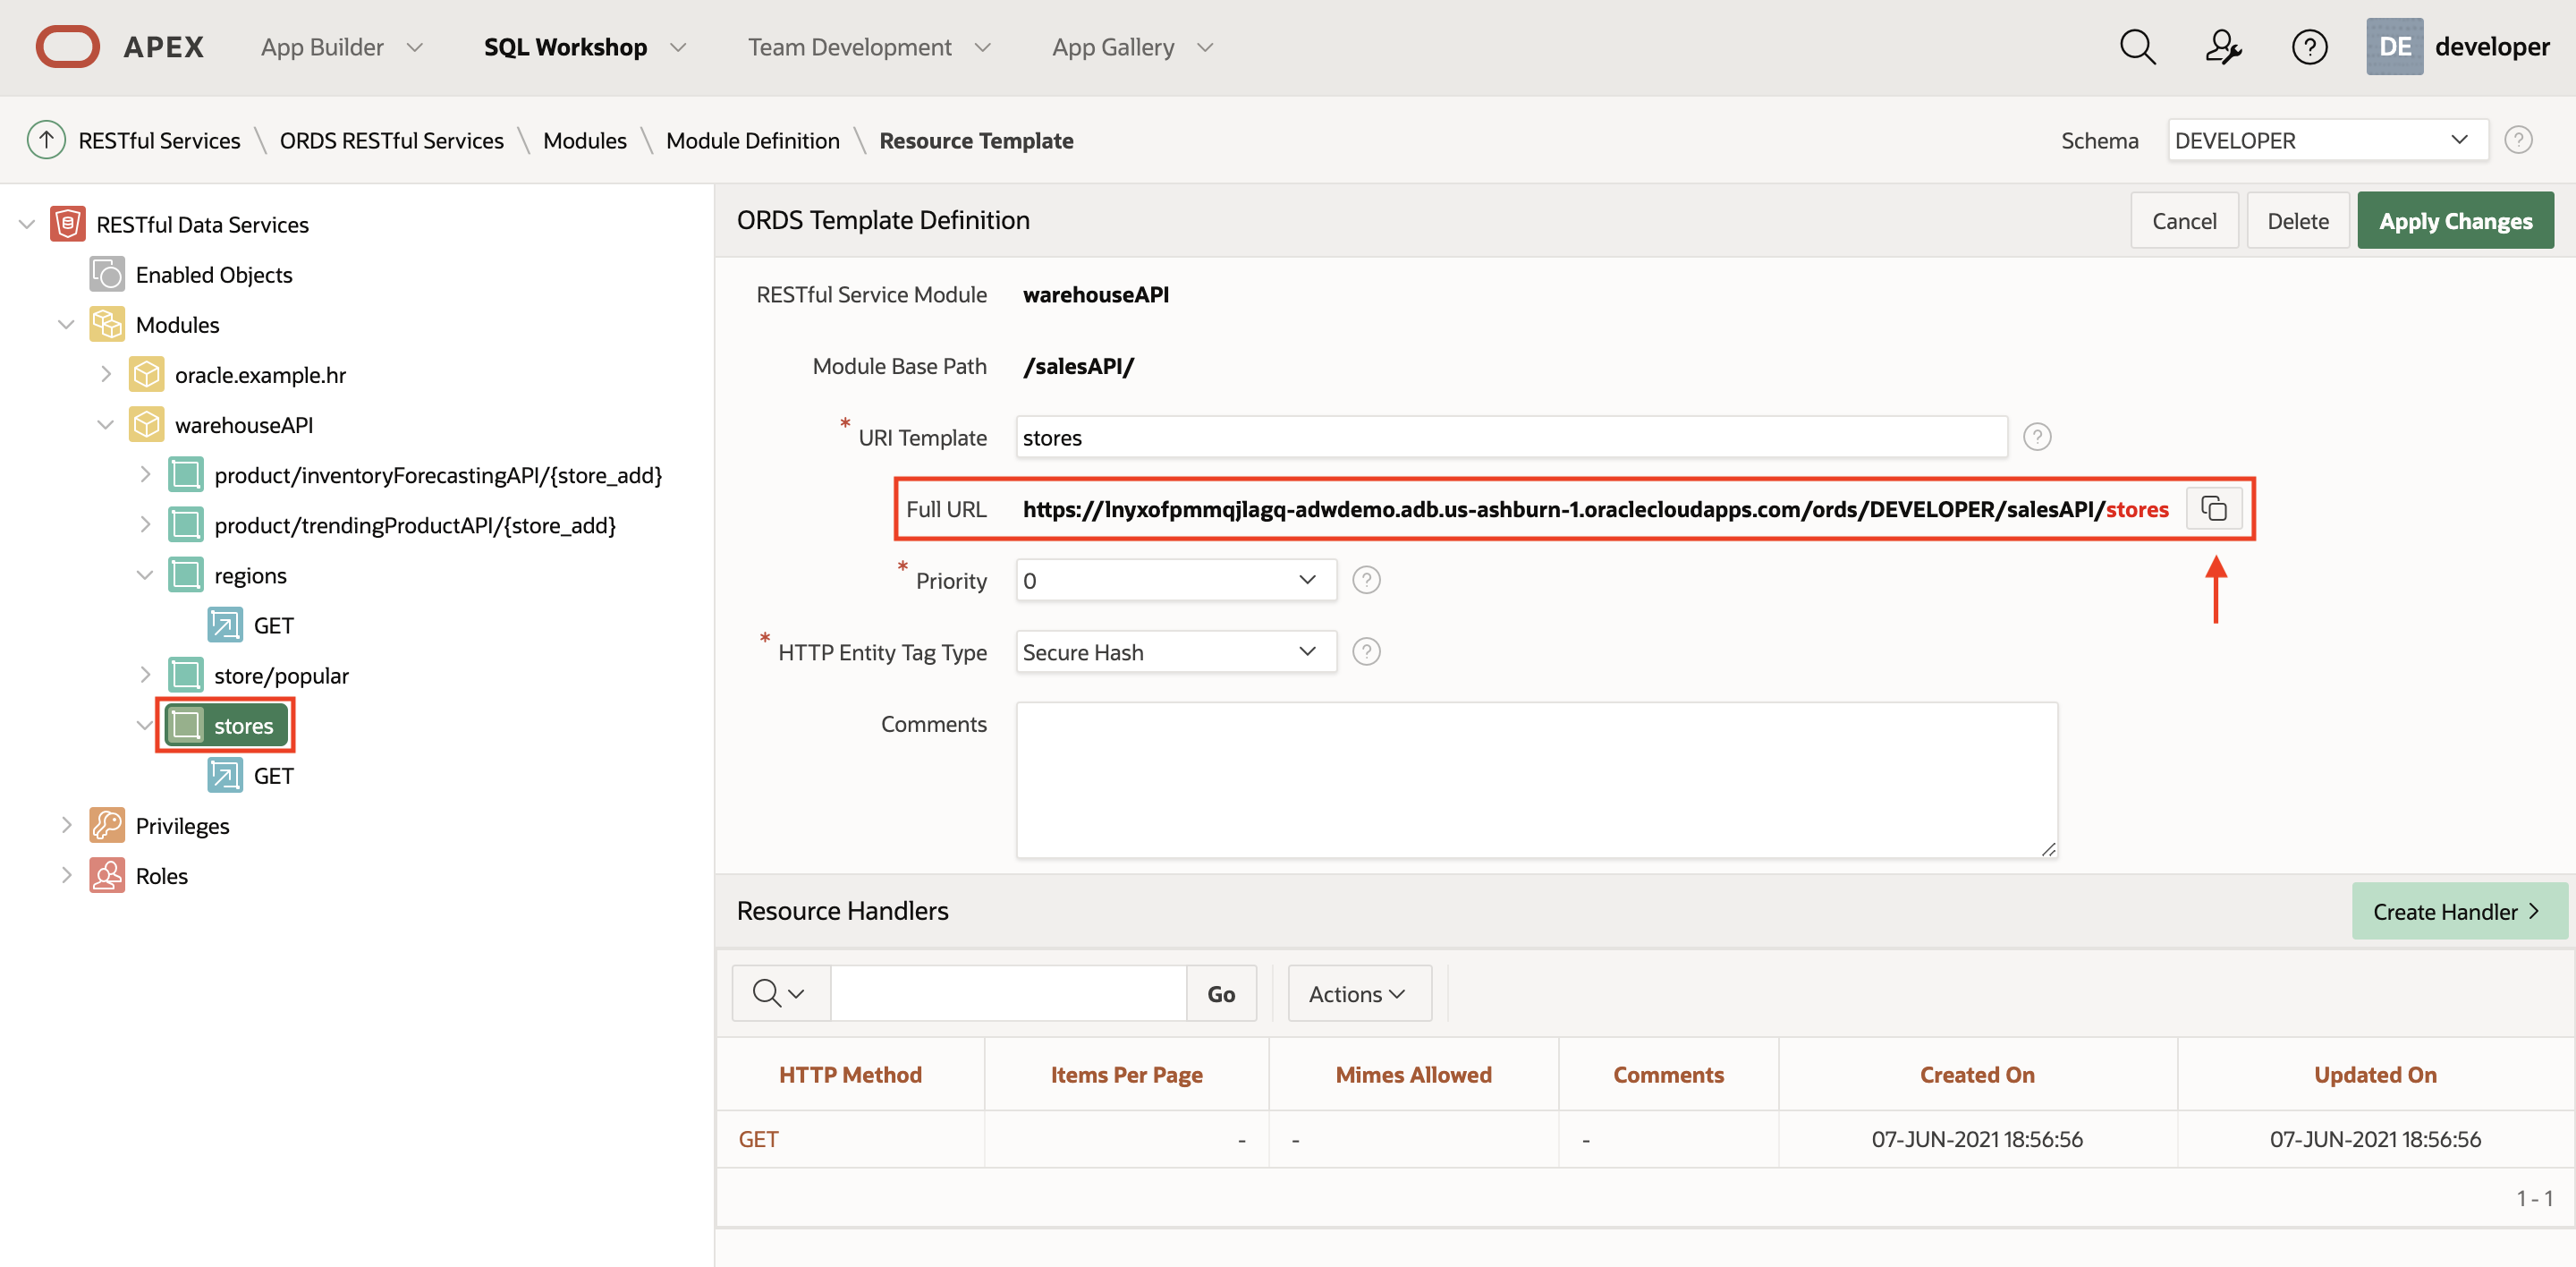 APEX App Builder SQL Workshop Team Development App Gallery DE developer
RESTful Services \ ORDS RESTful Services \ Modules \ Module Definition \ Resource Template Schema DEVELOPER
RESTful Data Services
Enabled Objects
Modules
oracle.example.hr
warehouseAPI
product/inventoryForecastingAPI/{store_add}
product/trendingProductAPI/{store_add}
regions
GET
store/popular
stores
GET
Privileges
Roles
ORDS Template Definition Cancel Delete Apply Changes
RESTful Service Module warehouseAPI
Module Base Path /salesAPI/
* URI Template stores ?
Full URL https://lnyxofpmmqjlagq-adwdemo.adb.us-ashburn-1.oraclecloudapps.com/ords/DEVELOPER/salesAPI/stores
* Priority 0 ?
* HTTP Entity Tag Type Secure Hash ?
Comments
Resource Handlers Create Handler >
Go Actions
HTTP Method Items Per Page Mimes Allowed Comments Created On Updated On
GET - - - 07-JUN-2021 18:56:56 07-JUN-2021 18:56:56
1 - 1